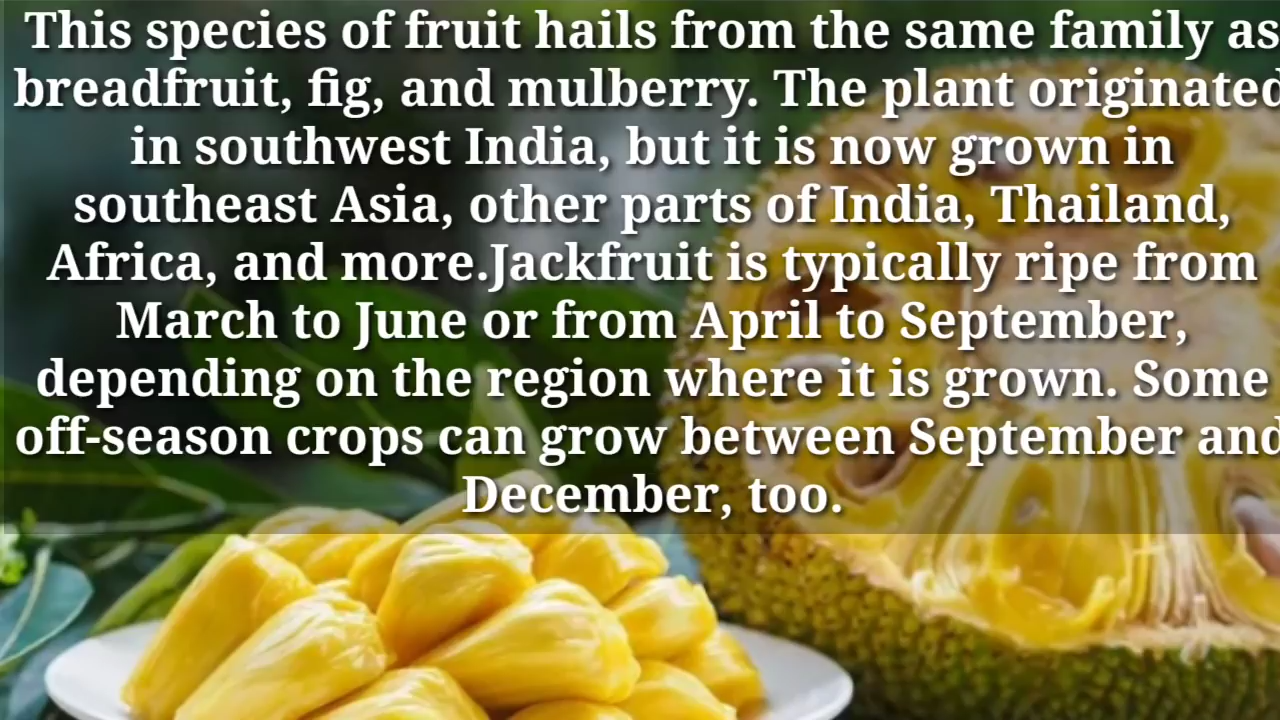 This species of fruit hails from the same family as
breadfruit, fig, and mulberry. The plant originated
in southwest India, but it is now grown in
southeast Asia, other parts of India, Thailand,
Africa, and more.Jackfruit is typically ripe from
March to June or from April to September,
depending on the region where it is grown. Some
off-season crops can grow between September and
December, too.